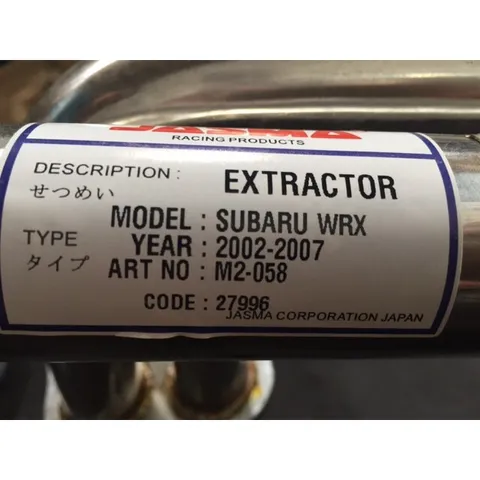 JASMA
RACING PRODUCTS
DESCRIPTION : EXTRACTOR
せつめい
MODEL : SUBARU WRX
TYPE YEAR : 2002-2007
タイプ ART NO : M2-058
CODE : 27996
JASMA CORPORATION JAPAN